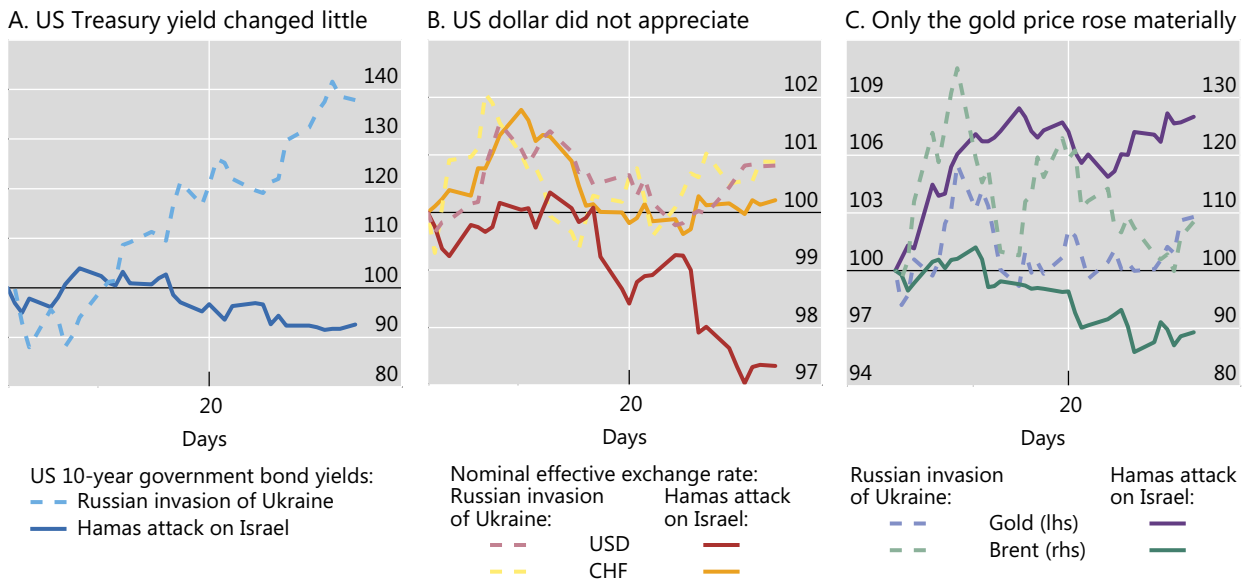 A. US Treasury yield changed little
140
130
120
110
100
90
80
20
Days
US 10-year government bond yields:
Russian invasion of Ukraine
Hamas attack on Israel
B. US dollar did not appreciate
102
101
100
99
98
97
20
Days
Nominal effective exchange rate:
Russian invasion of Ukraine:
Hamas attack on Israel:
USD
CHF
C. Only the gold price rose materially
109
106
103
100
97
94
130
120
110
100
90
80
20
Days
Russian invasion
of Ukraine:
Hamas attack
on Israel:
Gold (lhs)
Brent (rhs)